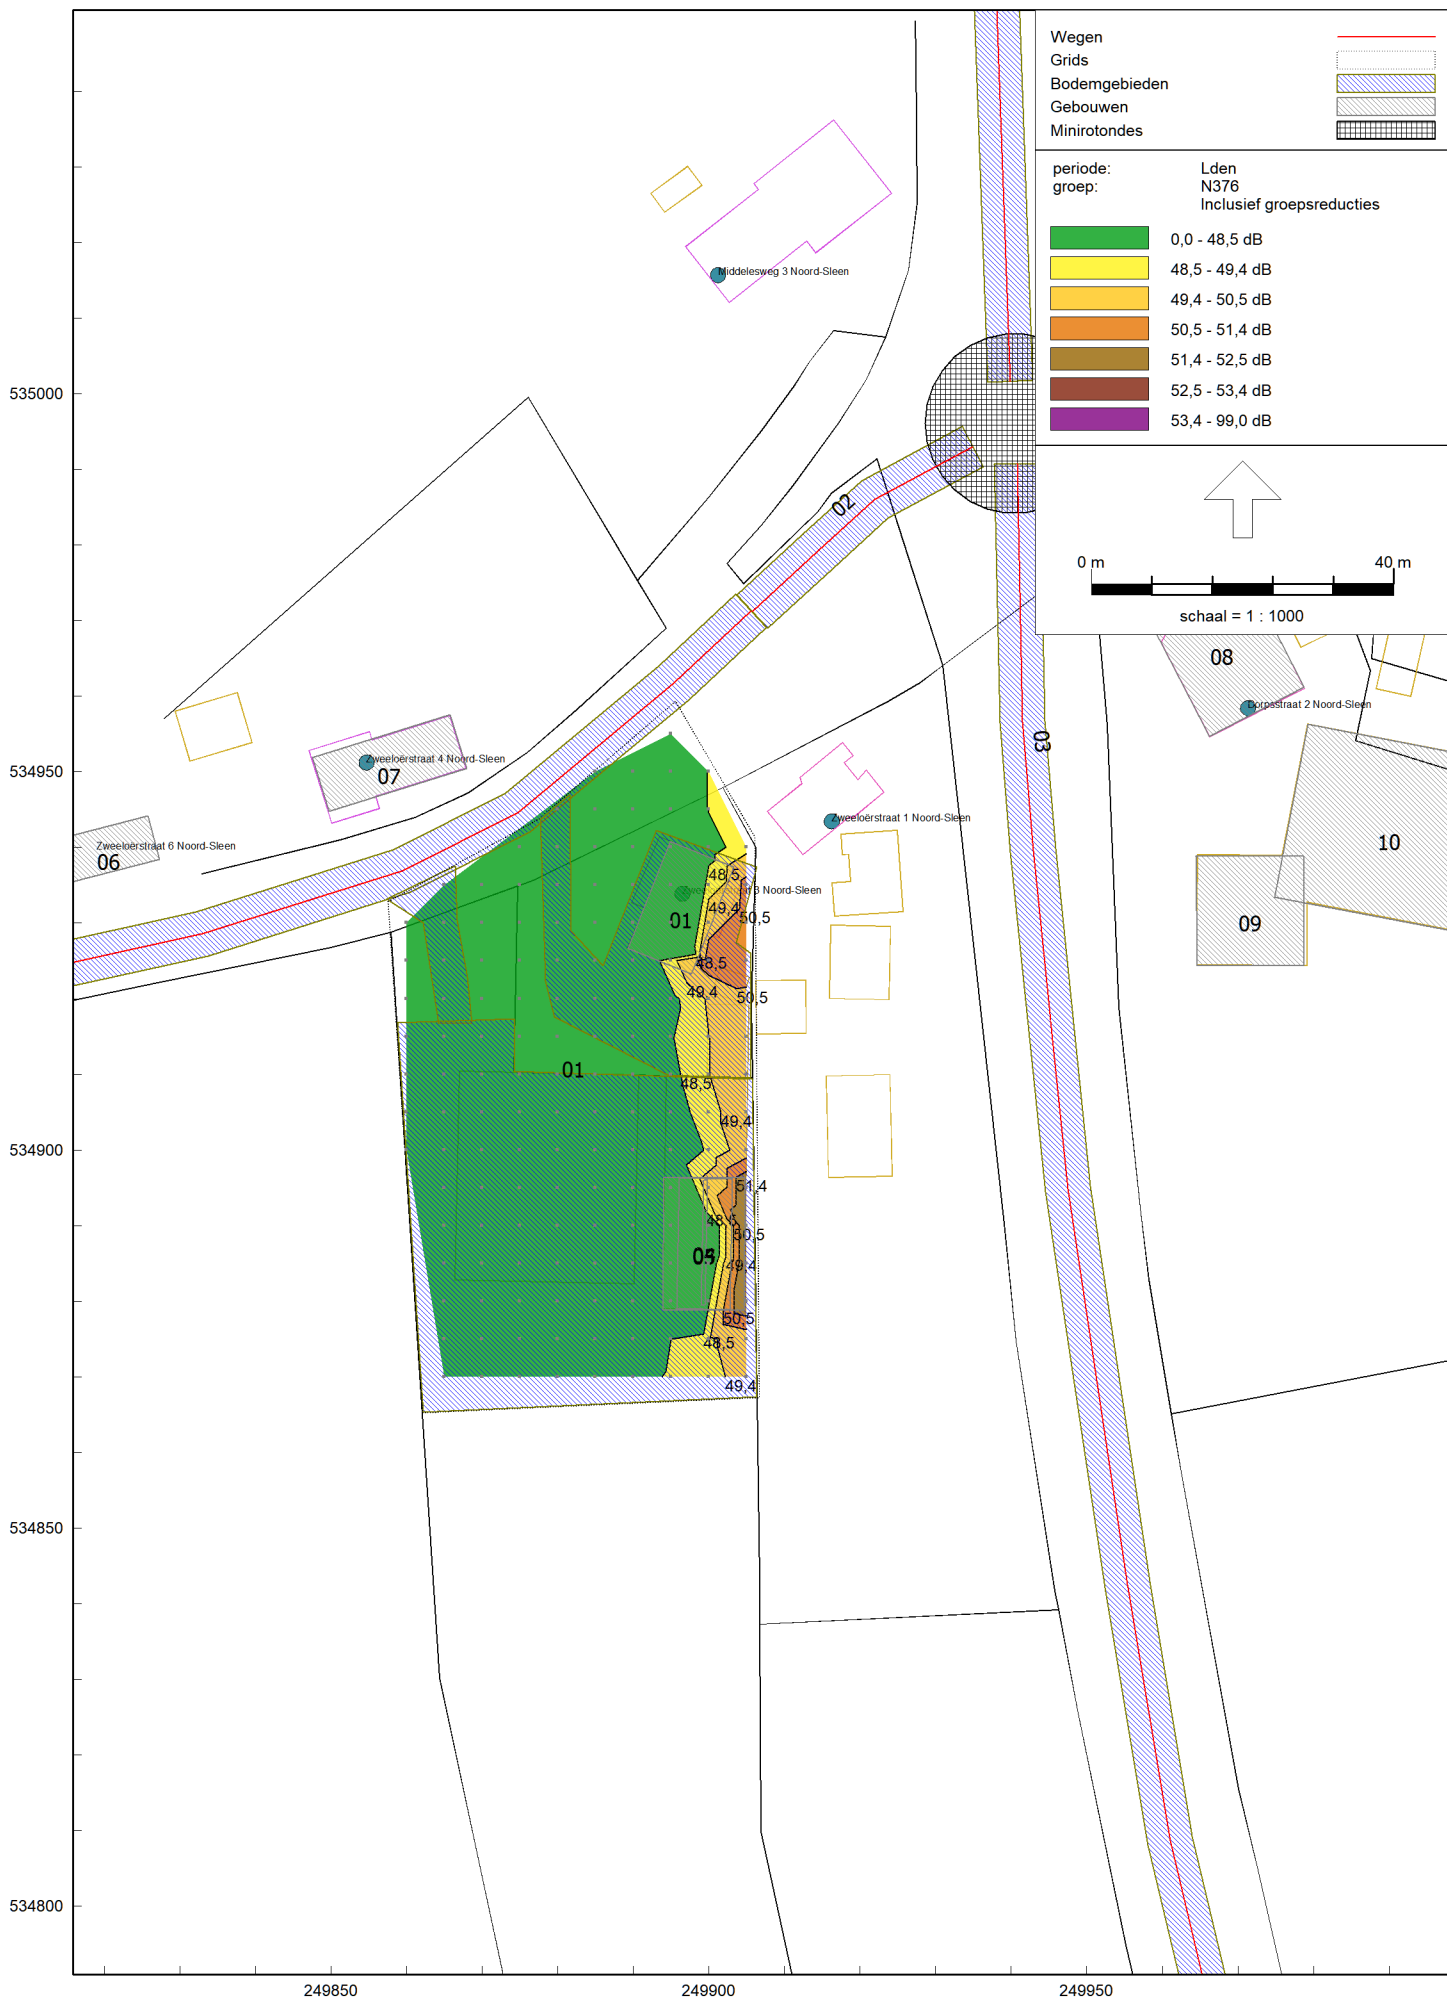 Wegen
Grids
Bodemgebieden
Gebouwen
Minirotondes
periode: Lden
groep: N376
Inclusief groepsreducties
0,0 - 48,5 dB
48,5 - 49,4 dB
49,4 - 50,5 dB
50,5 - 51,4 dB
51,4 - 52,5 dB
52,5 - 53,4 dB
53,4 - 99,0 dB
0 m 40 m
schaal = 1 : 1000
Middelesweg 3 Noord-Sleen
535000
02
08
Dorpsstraat 2 Noord-Sleen
03
Zweeloërstraat 4 Noord-Sleen
07
534950
Zweeloërstraat 1 Noord-Sleen
Zweeloërstraat 6 Noord-Sleen
06
10
48,5
3 Noord-Sleen
49,4
50,5
01
09
48,5
49,4
50,5
01
48,5
49,4
534900
51,4
48,5
50,5
49,4
50,5
48,5
49,4
534850
534800
249850
249900
249950